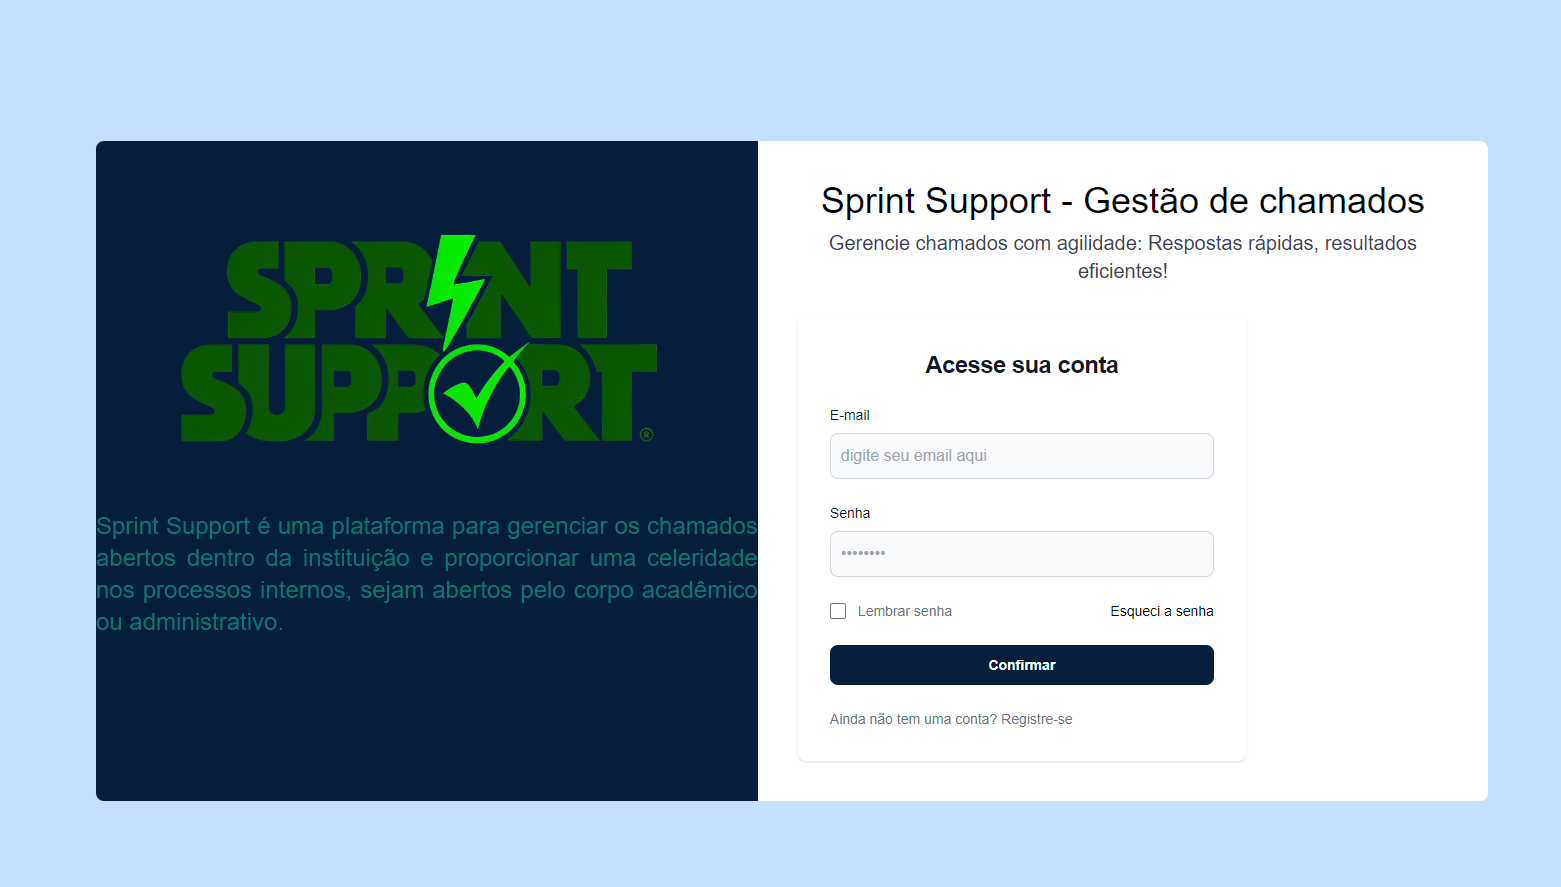 SPRINT
SUPPORT®
Sprint Support é uma plataforma para gerenciar os chamados
abertos dentro da instituição e proporcionar uma celeridade
nos processos internos, sejam abertos pelo corpo acadêmico
ou administrativo.
Sprint Support - Gestão de chamados
Gerencie chamados com agilidade: Respostas rápidas, resultados
eficientes!
Acesse sua conta
E-mail
digite seu email aqui
Senha
••••••••
Lembrar senha
Esqueci a senha
Confirmar
Ainda não tem uma conta? Registre-se